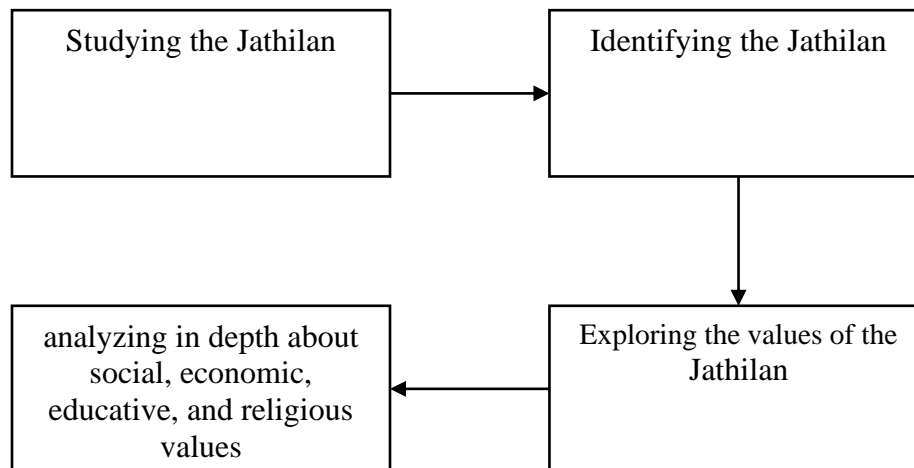 Studying the Jathilan
Identifying the Jathilan
Exploring the values of the
Jathilan
analyzing in depth about
social, economic,
educative, and religious
values